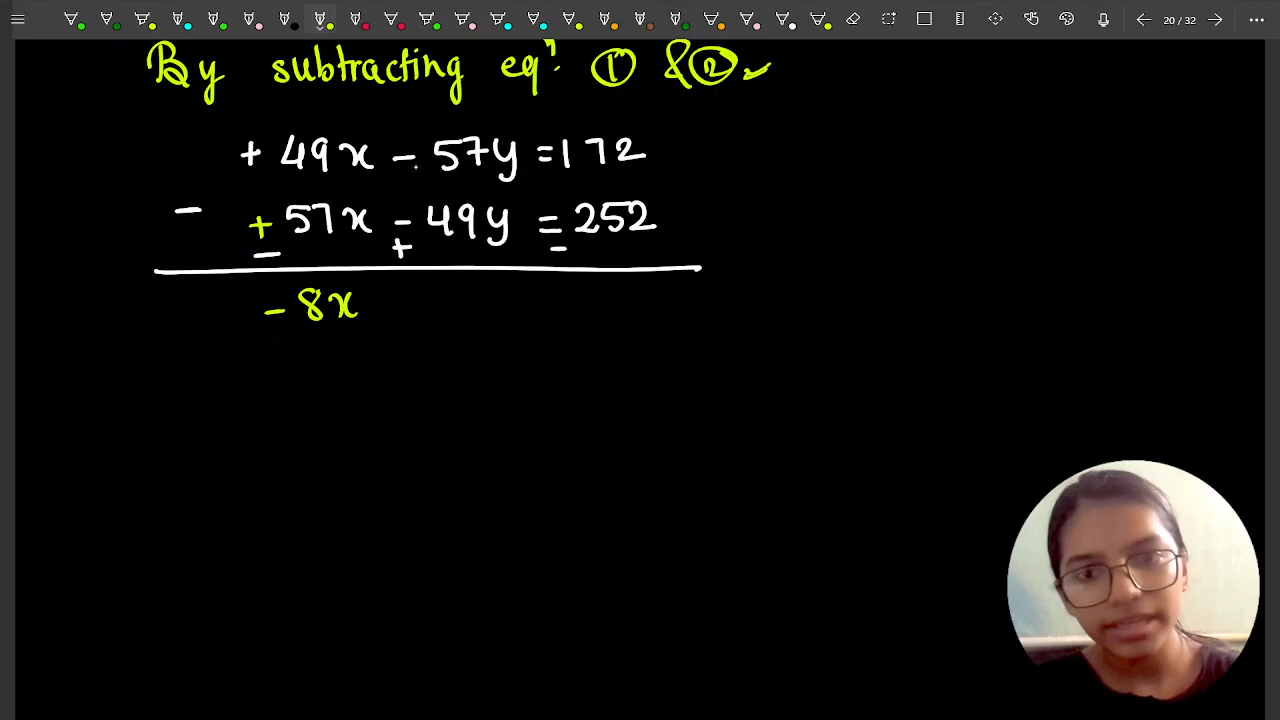 20 / 32
By subtracting eqⁿ. ① & ②
+ 49x - 57y = 172
- + 57x - 49y = 252
- + -
- 8x